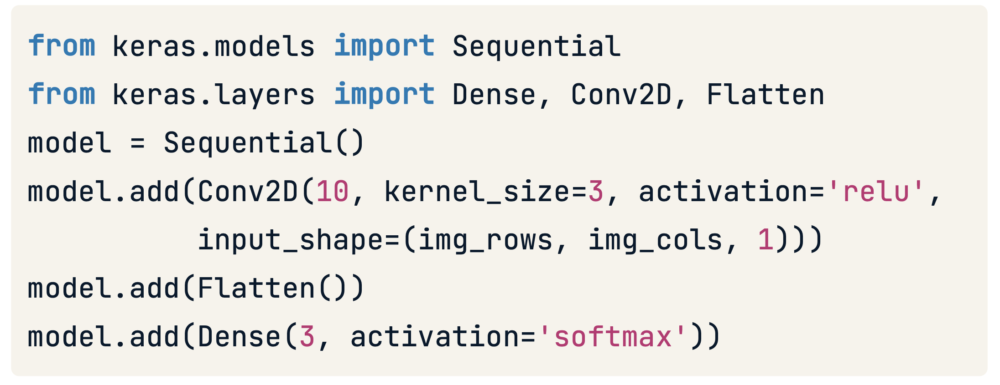 from keras.models import Sequential
from keras.layers import Dense, Conv2D, Flatten
model = Sequential()
model.add(Conv2D(10, kernel_size=3, activation='relu',
          input_shape=(img_rows, img_cols, 1)))
model.add(Flatten())
model.add(Dense(3, activation='softmax'))